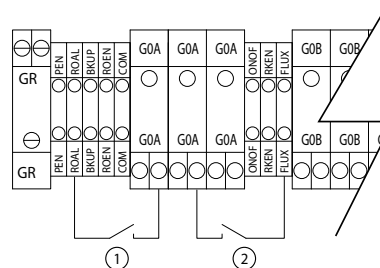 G0A G0A G0A G0B G0B
GR PEN ROAL BKUP ROEN COM ONOF RKEN FLUX
G0A G0A G0A G0B G0B
GR PEN ROAL BKUP ROEN COM ONOF RKEN FLUX
1 2